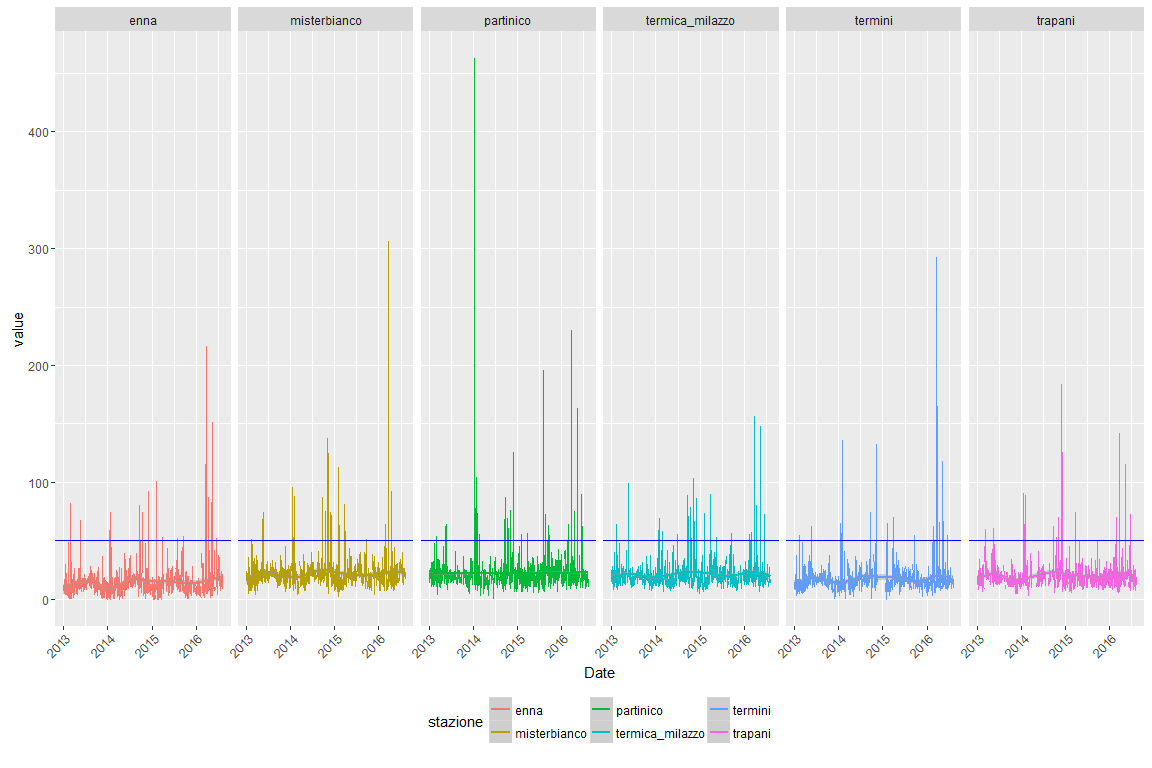 enna misterbianco partinico termica_milazzo termini trapani
400
300
value
200
100
0
2013 2014 2015 2016 2013 2014 2015 2016 2013 2014 2015 2016 2013 2014 2015 2016 2013 2014 2015 2016 2013 2014 2015 2016
Date
stazione
enna partinico termini
misterbianco termica_milazzo trapani